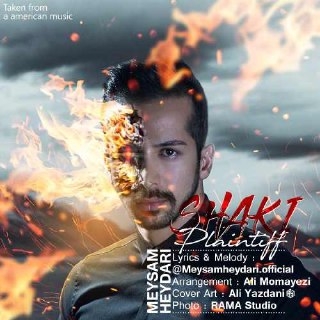 Taken from
a american music
SHAKI
Plaintiff
MEYSAM
HEYDARI
Lyrics & Melody :
@Meysamheydari.official
Arrangement : Ali Momayezi
Cover Art : Ali Yazdani
Photo : RAMA Studio